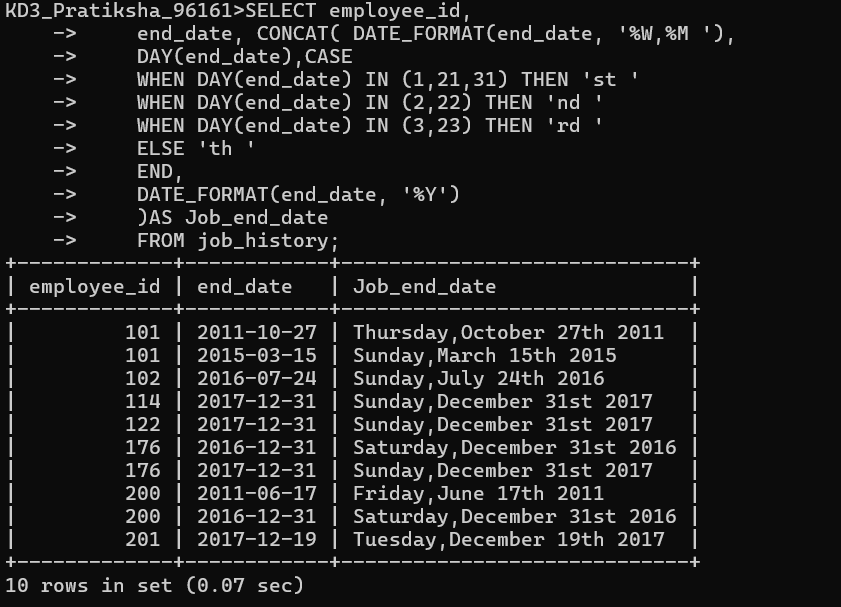 KD3_Pratiksha_96161>SELECT employee_id,
    ->     end_date, CONCAT( DATE_FORMAT(end_date, '%W,%M '),
    ->     DAY(end_date),CASE
    ->     WHEN DAY(end_date) IN (1,21,31) THEN 'st '
    ->     WHEN DAY(end_date) IN (2,22) THEN 'nd '
    ->     WHEN DAY(end_date) IN (3,23) THEN 'rd '
    ->     ELSE 'th '
    ->     END,
    ->     DATE_FORMAT(end_date, '%Y')
    ->     )AS Job_end_date
    ->     FROM job_history;
+-------------+------------+-----------------------------+
| employee_id | end_date   | Job_end_date                |
+-------------+------------+-----------------------------+
|         101 | 2011-10-27 | Thursday,October 27th 2011  |
|         101 | 2015-03-15 | Sunday,March 15th 2015      |
|         102 | 2016-07-24 | Sunday,July 24th 2016       |
|         114 | 2017-12-31 | Sunday,December 31st 2017   |
|         122 | 2017-12-31 | Sunday,December 31st 2017   |
|         176 | 2016-12-31 | Saturday,December 31st 2016 |
|         176 | 2017-12-31 | Sunday,December 31st 2017   |
|         200 | 2011-06-17 | Friday,June 17th 2011       |
|         200 | 2016-12-31 | Saturday,December 31st 2016 |
|         201 | 2017-12-19 | Tuesday,December 19th 2017  |
+-------------+------------+-----------------------------+
10 rows in set (0.07 sec)